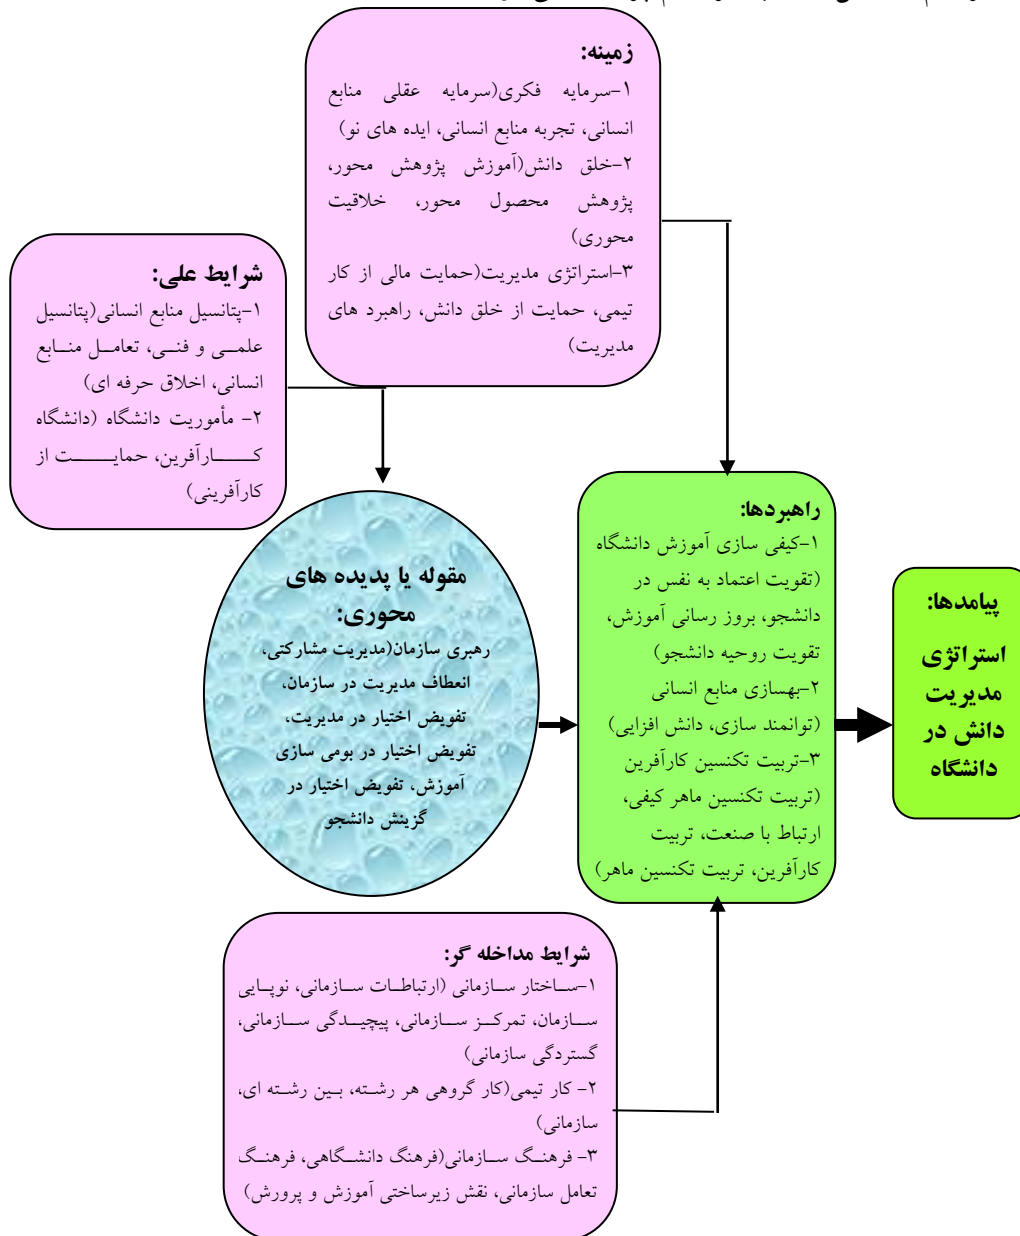 زمینه:
۱-سرمایه فکری(سرمایه عقلی منابع
انسانی، تجربه منابع انسانی، ایده های نو)
۲-خلق دانش(آموزش پژوهش محور،
پژوهش محصول محور، خلاقیت
محوری)
۳-استراتژی مدیریت(حمایت مالی از کار
تیمی، حمایت از خلق دانش، راهبرد های
مدیریت)
شرایط علی:
۱-پتانسیل منابع انسانی(پتانسیل
علمی و فنی، تعامل منابع
انسانی، اخلاق حرفه ای)
۲- مأموریت دانشگاه (دانشگاه
کارآفرین، حمایت از
کارآفرینی)
مقوله یا پدیده های
محوری:
رهبری سازمان(مدیریت مشارکتی،
انعطاف مدیریت در سازمان،
تفویض اختیار در مدیریت،
تفویض اختیار در بومی سازی
آموزش، تفویض اختیار در
گزینش دانشجو
راهبردها:
۱-کیفی سازی آموزش دانشگاه
(تقویت اعتماد به نفس در
دانشجو، بروز رسانی آموزش،
تقویت روحیه دانشجو)
۲-بهسازی منابع انسانی
(توانمند سازی، دانش افزایی)
۳-تربیت تکنسین کارآفرین
(تربیت تکنسین ماهر کیفی،
ارتباط با صنعت، تربیت
کارآفرین، تربیت تکنسین ماهر)
پیامدها:
استراتژی
مدیریت
دانش در
دانشگاه
شرایط مداخله گر:
۱-ساختار سازمانی (ارتباطات سازمانی، نوپایی
سازمان، تمرکز سازمانی، پیچیدگی سازمانی،
گستردگی سازمانی)
۲- کار تیمی(کار گروهی هر رشته، بین رشته ای،
سازمانی)
۳- فرهنگ سازمانی(فرهنگ دانشگاهی، فرهنگ
تعامل سازمانی، نقش زیرساختی آموزش و پرورش)